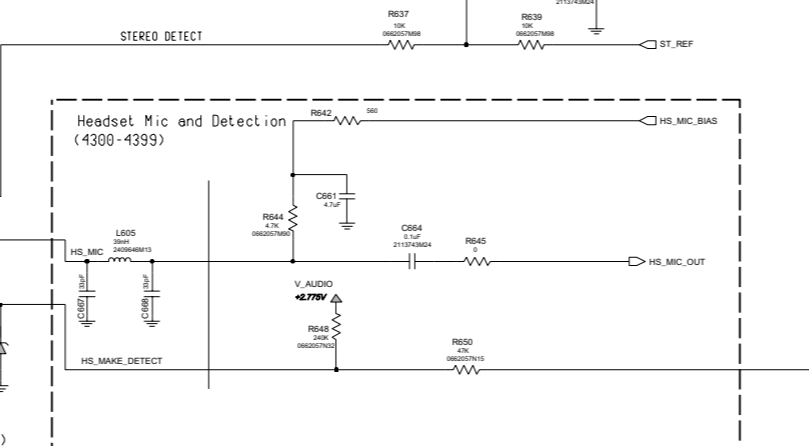 2113743M24
R637
10K
0662057M98
R639
10K
0662057M98
STEREO DETECT
ST_REF
Headset Mic and Detection
(4300-4399)
R642
560
HS_MIC_BIAS
C661
4.7uF
R644
4.7K
0662057M90
L605
39nH
2409646M13
HS_MIC
C664
0.1uF
2113743M24
R645
0
HS_MIC_OUT
C667
33pF
C668
33pF
V_AUDIO
+2.775V
R648
240K
0662057N32
HS_MAKE_DETECT
R650
47K
0662057N15
)